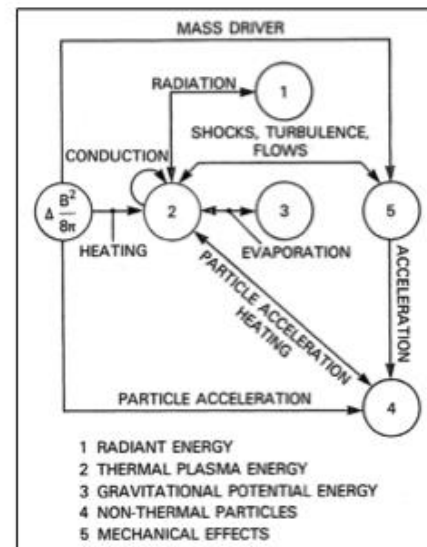 MASS DRIVER
RADIATION
1
SHOCKS, TURBULENCE,
FLOWS
CONDUCTION
Δ B²/8π
2
3
5
HEATING
EVAPORATION
PARTICLE ACCELERATION
HEATING
ACCELERATION
PARTICLE ACCELERATION
4
1 RADIANT ENERGY
2 THERMAL PLASMA ENERGY
3 GRAVITATIONAL POTENTIAL ENERGY
4 NON-THERMAL PARTICLES
5 MECHANICAL EFFECTS